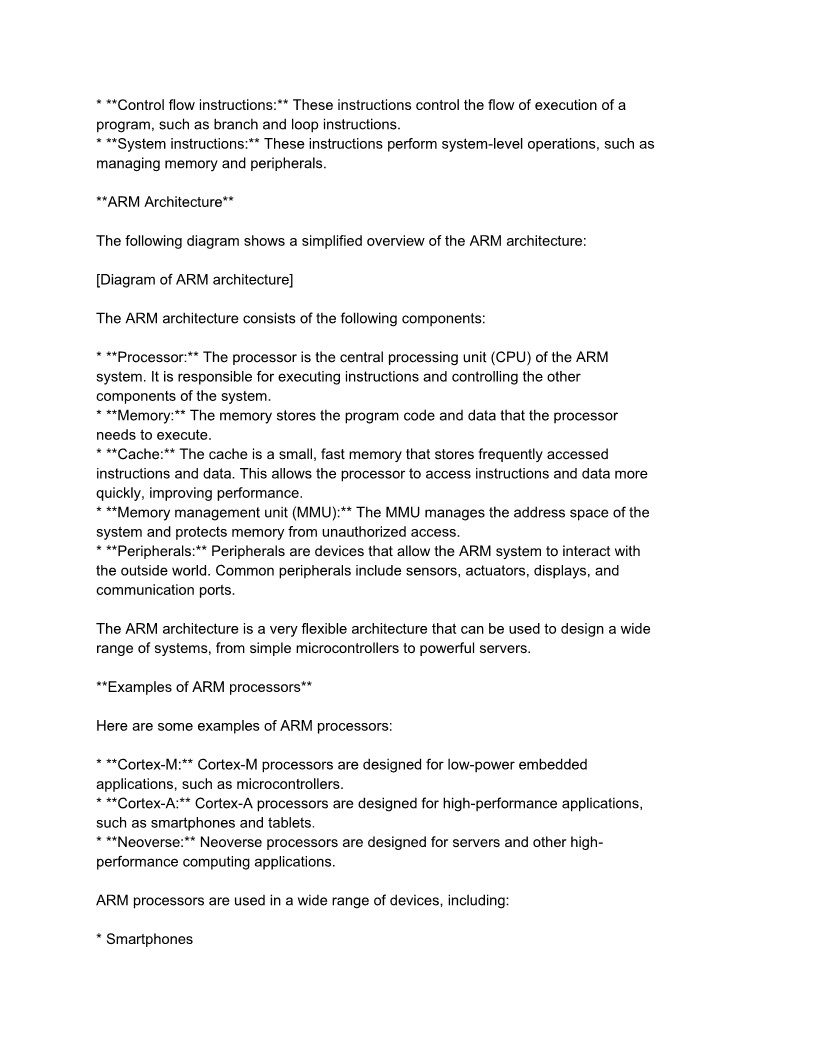 * **Control flow instructions:** These instructions control the flow of execution of a
program, such as branch and loop instructions.
* **System instructions:** These instructions perform system-level operations, such as
managing memory and peripherals.
**ARM Architecture**
The following diagram shows a simplified overview of the ARM architecture:
[Diagram of ARM architecture]
The ARM architecture consists of the following components:
* **Processor:** The processor is the central processing unit (CPU) of the ARM
system. It is responsible for executing instructions and controlling the other
components of the system.
* **Memory:** The memory stores the program code and data that the processor
needs to execute.
* **Cache:** The cache is a small, fast memory that stores frequently accessed
instructions and data. This allows the processor to access instructions and data more
quickly, improving performance.
* **Memory management unit (MMU):** The MMU manages the address space of the
system and protects memory from unauthorized access.
* **Peripherals:** Peripherals are devices that allow the ARM system to interact with
the outside world. Common peripherals include sensors, actuators, displays, and
communication ports.
The ARM architecture is a very flexible architecture that can be used to design a wide
range of systems, from simple microcontrollers to powerful servers.
**Examples of ARM processors**
Here are some examples of ARM processors:
* **Cortex-M:** Cortex-M processors are designed for low-power embedded
applications, such as microcontrollers.
* **Cortex-A:** Cortex-A processors are designed for high-performance applications,
such as smartphones and tablets.
* **Neoverse:** Neoverse processors are designed for servers and other high-
performance computing applications.
ARM processors are used in a wide range of devices, including:
* Smartphones